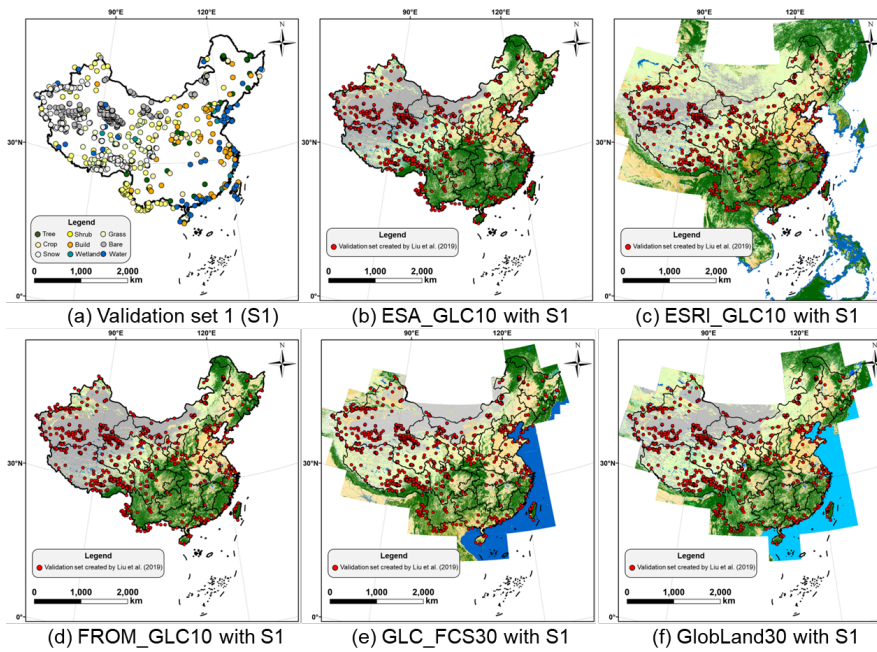 90°E 120°E
N
30°N
0°
Legend
Tree Shrub Grass
Crop Build Bare
Snow Wetland Water
0 1,000 2,000
km
(a) Validation set 1 (S1)
90°E 120°E
N
30°N
0°
Legend
Validation set created by Liu et al. (2019)
0 1,000 2,000
km
(b) ESA_GLC10 with S1
90°E 120°E
N
30°N
0°
Legend
Validation set created by Liu et al. (2019)
0 1,000 2,000
km
(c) ESRI_GLC10 with S1
90°E 120°E
N
30°N
0°
Legend
Validation set created by Liu et al. (2019)
0 1,000 2,000
km
(d) FROM_GLC10 with S1
90°E 120°E
N
30°N
0°
Legend
Validation set created by Liu et al. (2019)
0 1,000 2,000
km
(e) GLC_FCS30 with S1
90°E 120°E
N
30°N
0°
Legend
Validation set created by Liu et al. (2019)
0 1,000 2,000
km
(f) GlobLand30 with S1